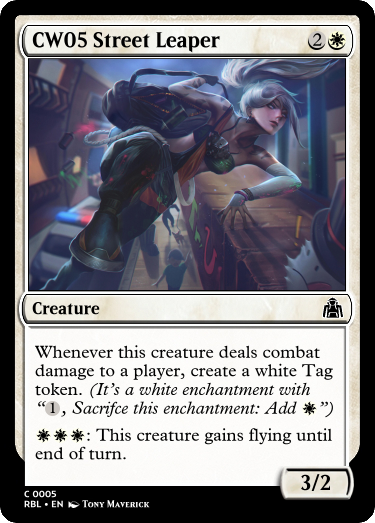 CW05 Street Leaper 2
Creature
Whenever this creature deals combat
damage to a player, create a white Tag
token. (It's a white enchantment with
“1, Sacrifce this enchantment: Add ”)
: This creature gains flying until
end of turn.
3/2
C 0005
RBL • EN Tony Maverick